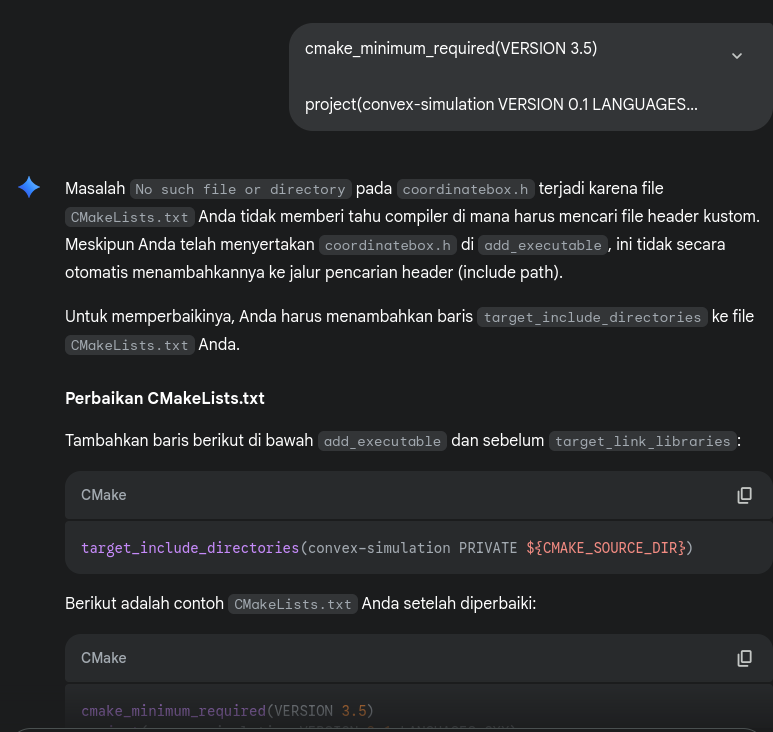 cmake_minimum_required(VERSION 3.5)
project(convex-simulation VERSION 0.1 LANGUAGES...
Masalah No such file or directory pada coordinatebox.h terjadi karena file
CMakeLists.txt Anda tidak memberi tahu compiler di mana harus mencari file header kustom.
Meskipun Anda telah menyertakan coordinatebox.h di add_executable, ini tidak secara
otomatis menambahkannya ke jalur pencarian header (include path).
Untuk memperbaikinya, Anda harus menambahkan baris target_include_directories ke file
CMakeLists.txt Anda.
Perbaikan CMakeLists.txt
Tambahkan baris berikut di bawah add_executable dan sebelum target_link_libraries:
CMake
target_include_directories(convex-simulation PRIVATE ${CMAKE_SOURCE_DIR})
Berikut adalah contoh CMakeLists.txt Anda setelah diperbaiki:
CMake
cmake_minimum_required(VERSION 3.5)